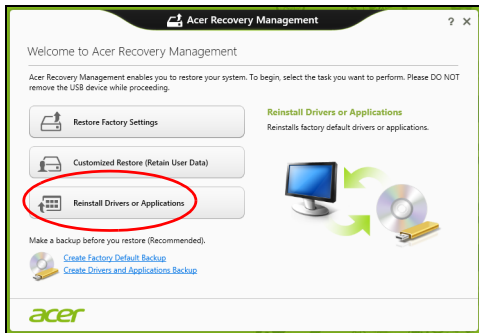 Acer Recovery Management
?
Welcome to Acer Recovery Management
Acer Recovery Management enables you to restore your system. To begin, select the task you want to perform. Please DO NOT
remove the USB device while proceeding.
Restore Factory Settings
Customized Restore (Retain User Data)
Reinstall Drivers or Applications
Reinstall Drivers or Applications
Reinstalls factory default drivers or applications.
Make a backup before you restore (Recommended).
Create Factory Default Backup
Create Drivers and Applications Backup
acer